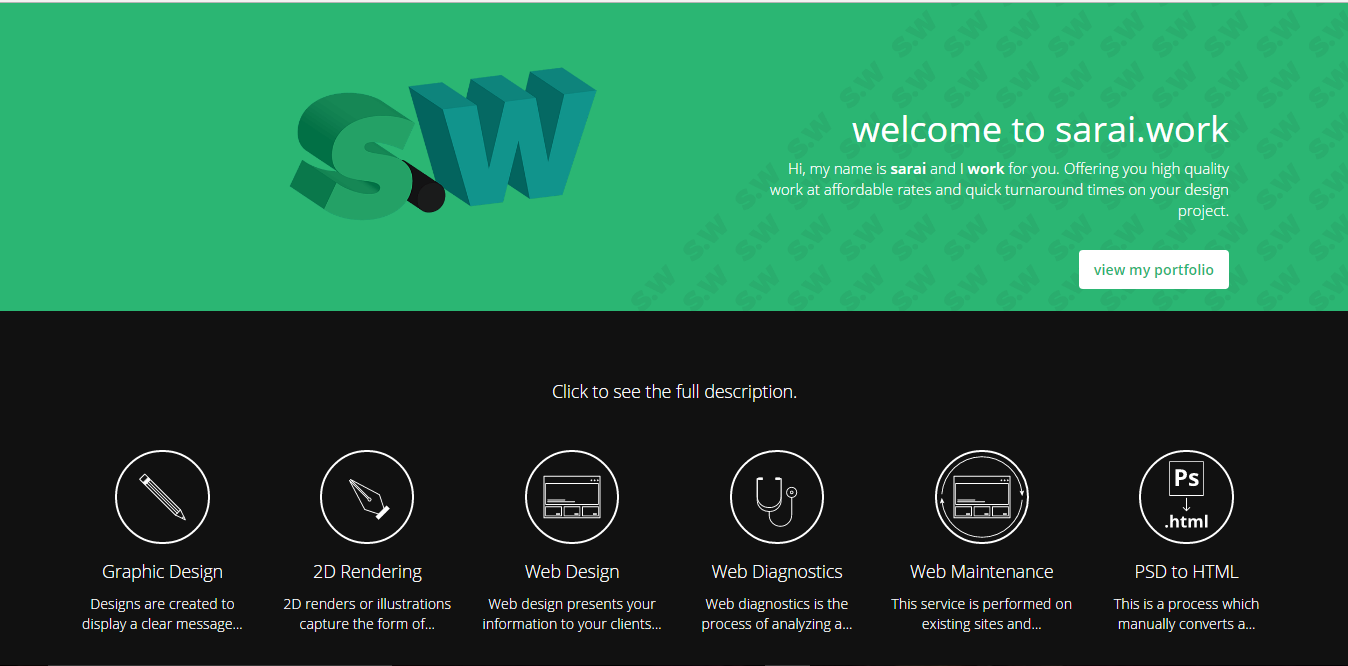 S.W
welcome to sarai.work
Hi, my name is sarai and I work for you. Offering you high quality
work at affordable rates and quick turnaround times on your design
project.
view my portfolio
Click to see the full description.
Ps
.html
Graphic Design
2D Rendering
Web Design
Web Diagnostics
Web Maintenance
PSD to HTML
Designs are created to
display a clear message...
2D renders or illustrations
capture the form of...
Web design presents your
information to your clients...
Web diagnostics is the
process of analyzing a...
This service is performed on
existing sites and...
This is a process which
manually converts a...